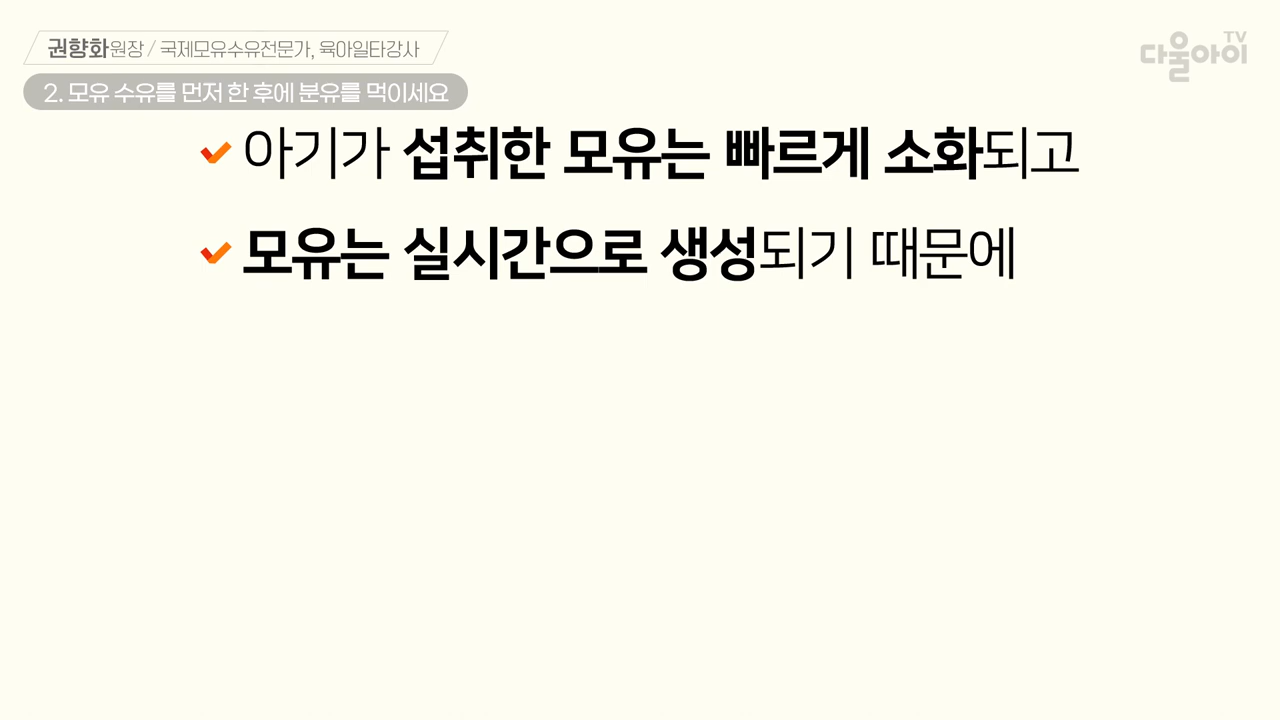 권향화원장 / 국제모유수유전문가, 육아일타강사
다울아이 TV
2. 모유 수유를 먼저 한 후에 분유를 먹이세요
아기가 섭취한 모유는 빠르게 소화되고
모유는 실시간으로 생성되기 때문에